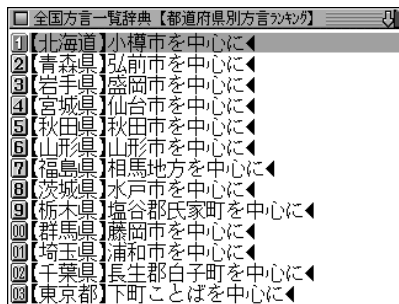 全国方言一覧辞典【都道府県別方言ランキング】
1【北海道】小樽市を中心に◀
2【青森県】弘前市を中心に◀
3【岩手県】盛岡市を中心に◀
4【宮城県】仙台市を中心に◀
5【秋田県】秋田市を中心に◀
6【山形県】山形市を中心に◀
7【福島県】相馬地方を中心に◀
8【茨城県】水戸市を中心に◀
9【栃木県】塩谷郡氏家町を中心に◀
00【群馬県】藤岡市を中心に◀
01【埼玉県】浦和市を中心に◀
02【千葉県】長生郡白子町を中心に◀
03【東京都】下町ことばを中心に◀